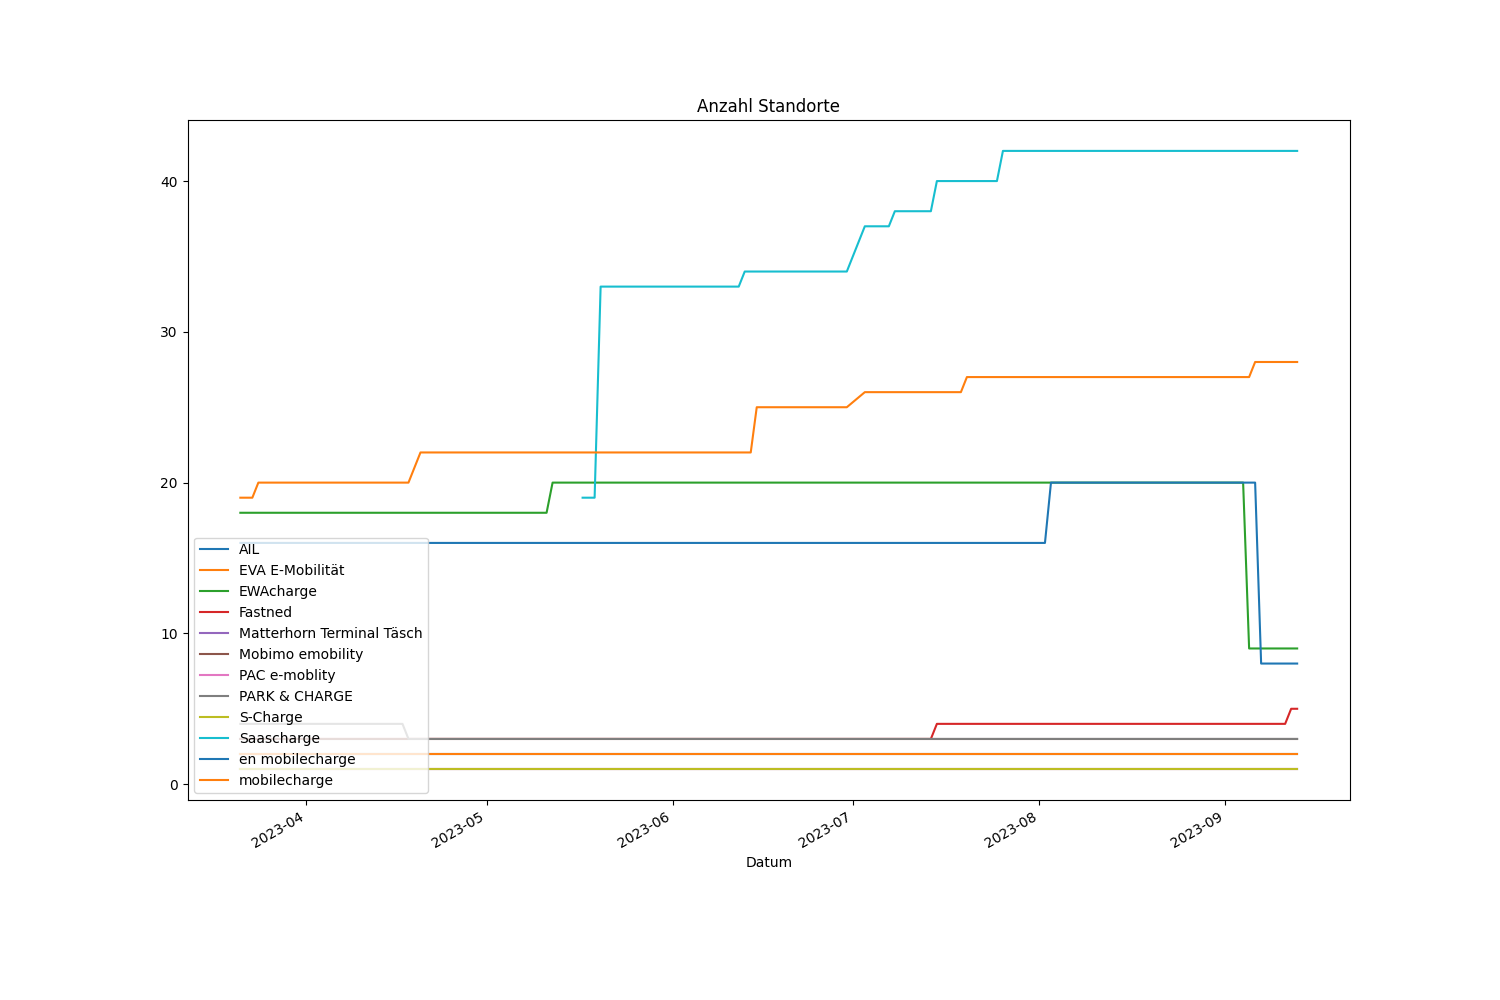 Anzahl Standorte
40
30
20
10
0
AIL
EVA E-Mobilität
EWAcharge
Fastned
Matterhorn Terminal Täsch
Mobimo emobility
PAC e-moblity
PARK & CHARGE
S-Charge
Saascharge
en mobilecharge
mobilecharge
2023-04
2023-05
2023-06
2023-07
2023-08
2023-09
Datum